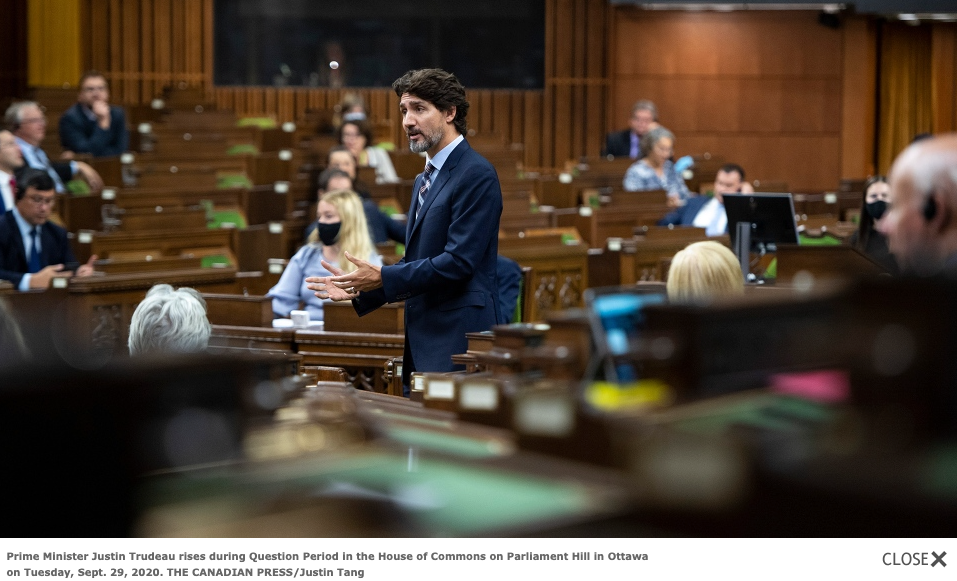 Prime Minister Justin Trudeau rises during Question Period in the House of Commons on Parliament Hill in Ottawa
on Tuesday, Sept. 29, 2020. THE CANADIAN PRESS/Justin Tang
CLOSE X